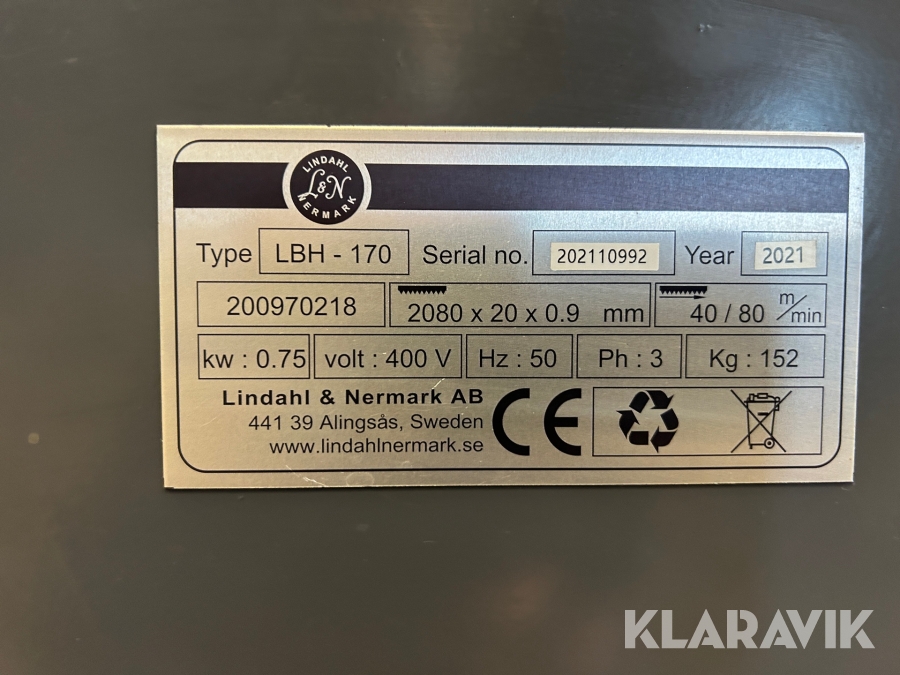 LINDAHL
L&N
NERMARK
Type LBH - 170 Serial no. 202110992 Year 2021
200970218 2080 x 20 x 0.9 mm 40 / 80 m/min
kw : 0.75 volt : 400 V Hz : 50 Ph : 3 Kg : 152
Lindahl & Nermark AB
441 39 Alingsås, Sweden
www.lindahlnermark.se
CE
KLARAVIK